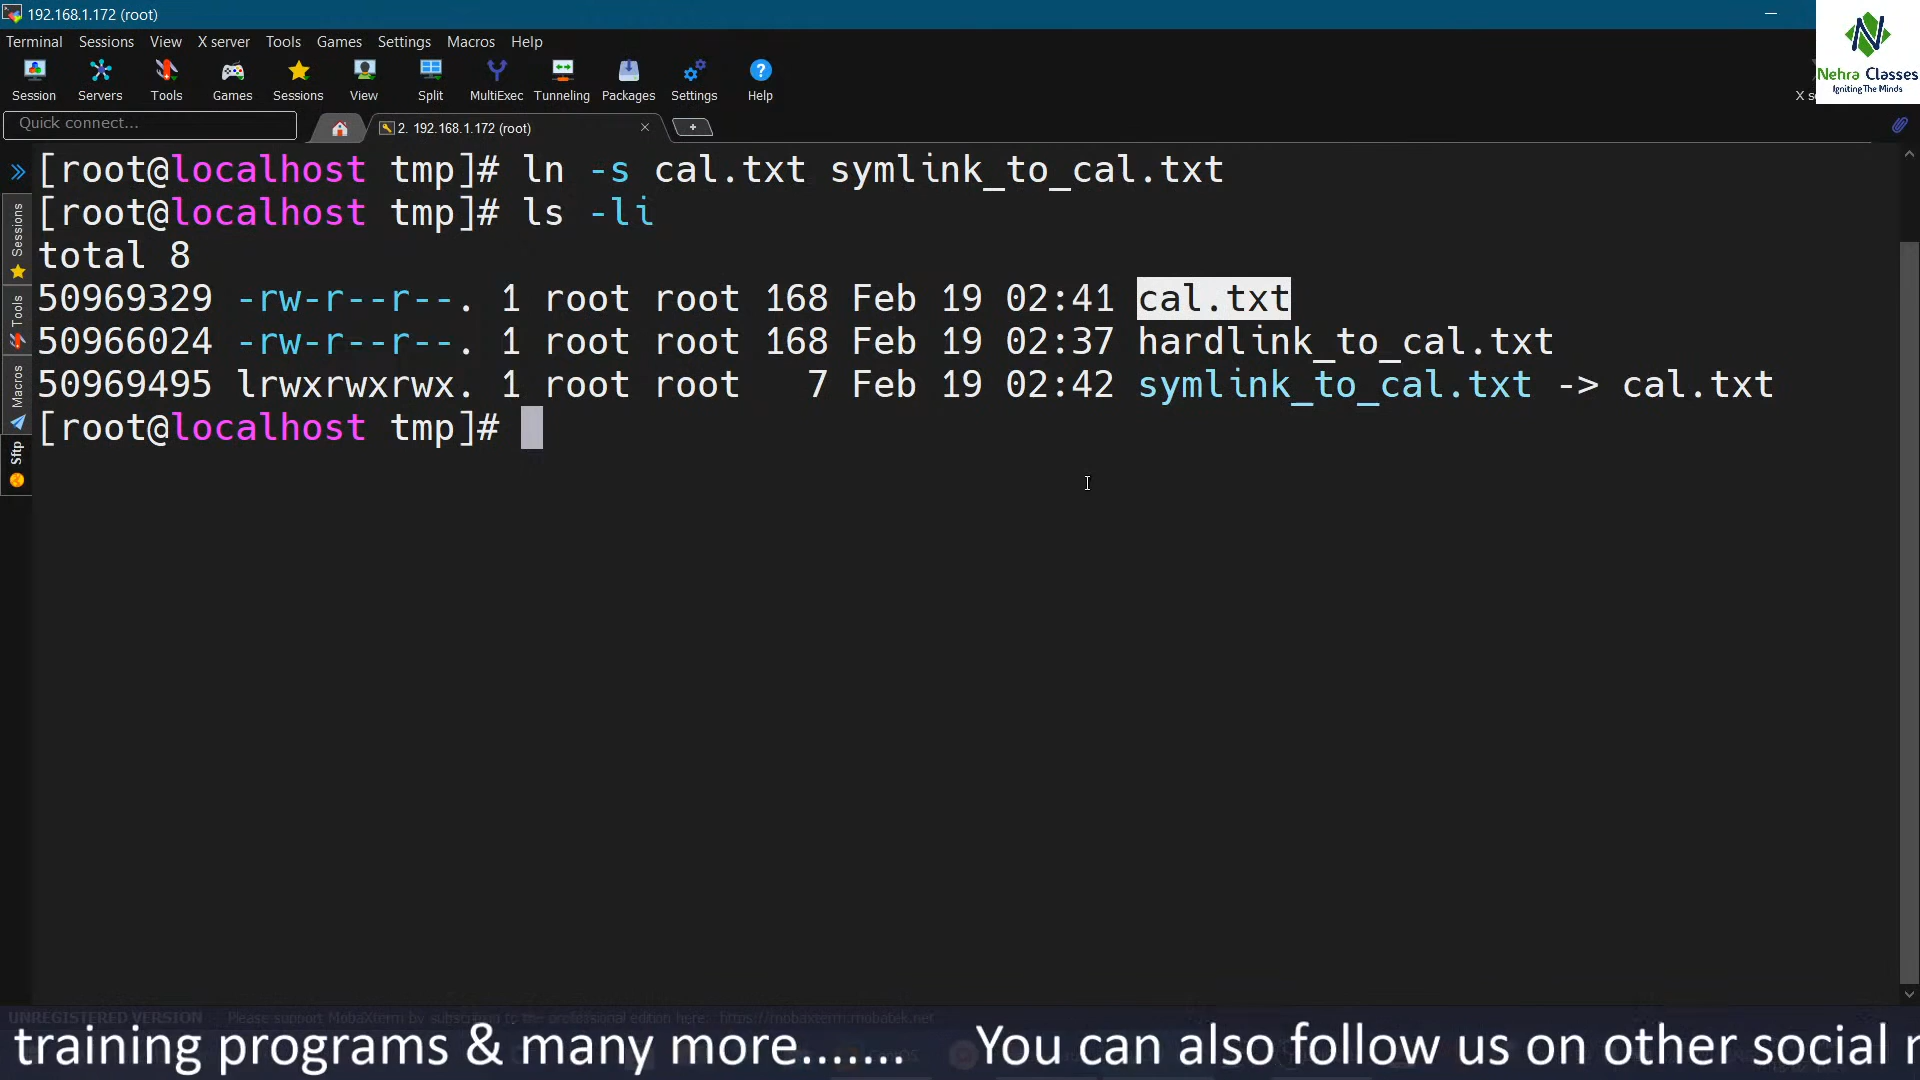 192.168.1.172 (root)
Terminal Sessions View X server Tools Games Settings Macros Help
Session Servers Tools Games Sessions View Split MultiExec Tunneling Packages Settings Help
Nehra Classes
Igniting The Minds
Quick connect...
2. 192.168.1.172 (root)
[root@localhost tmp]# ln -s cal.txt symlink_to_cal.txt
[root@localhost tmp]# ls -li
total 8
50969329 -rw-r--r--. 1 root root 168 Feb 19 02:41 cal.txt
50966024 -rw-r--r--. 1 root root 168 Feb 19 02:37 hardlink_to_cal.txt
50969495 lrwxrwxrwx. 1 root root   7 Feb 19 02:42 symlink_to_cal.txt -> cal.txt
[root@localhost tmp]#
Sessions
Tools
Macros
Sftp
UNREGISTERED VERSION Please support MobaXterm by subscribing to the professional edition here: https://mobaxterm.mobatek.net
training programs & many more....... You can also follow us on other social